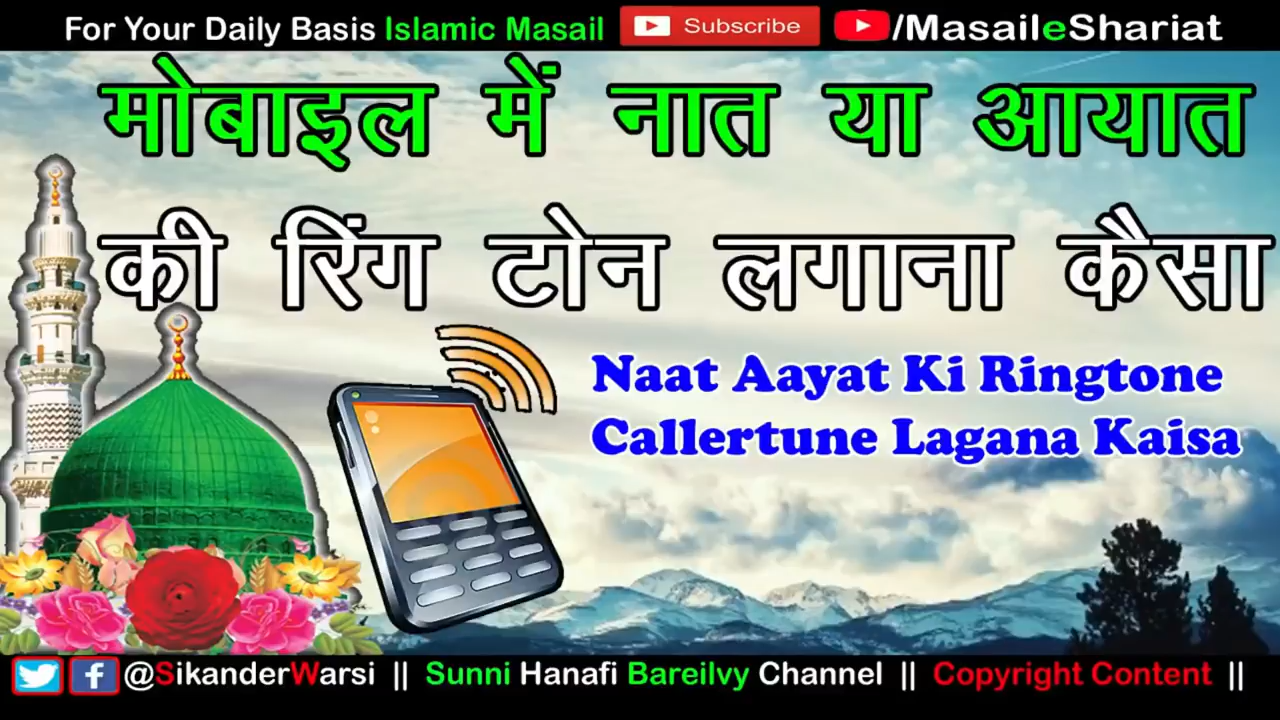 For Your Daily Basis Islamic Masail Subscribe /MasaileShariat
मोबाइल में नात या आयात
की रिंग टोन लगाना कैसा
Naat Aayat Ki Ringtone
Callertune Lagana Kaisa
@SikanderWarsi || Sunni Hanafi Bareilvy Channel || Copyright Content ||